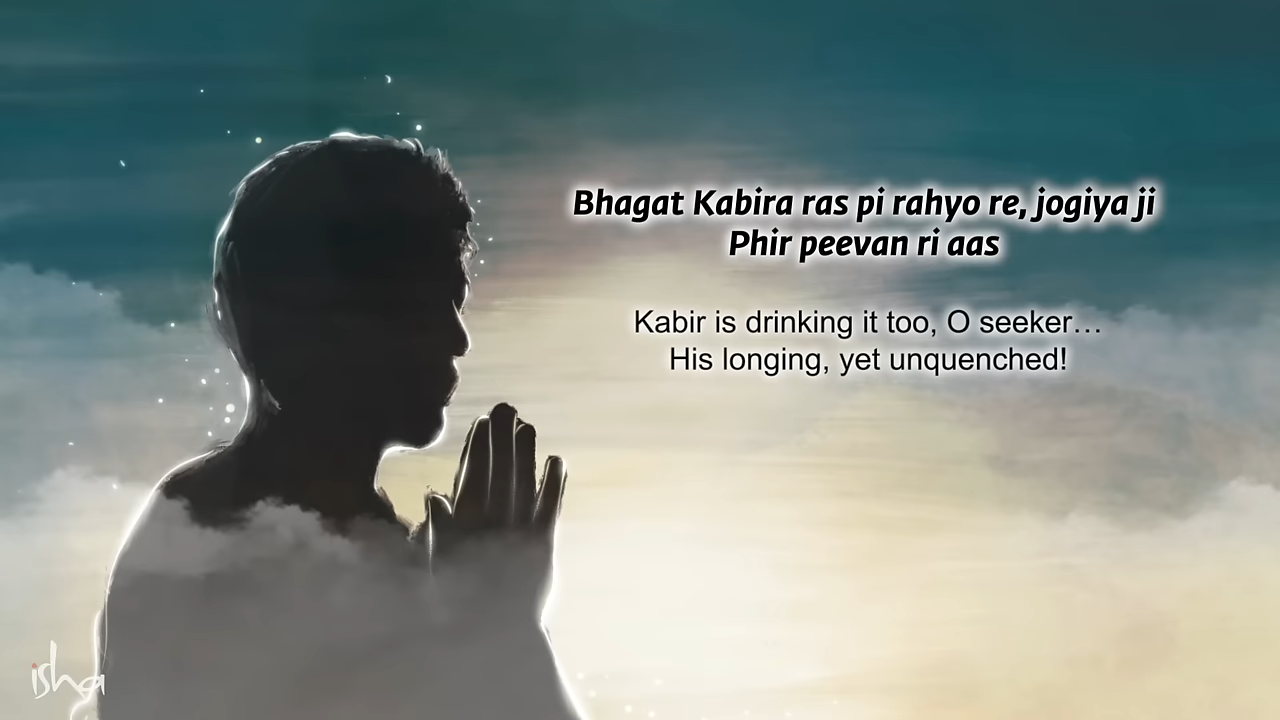 Bhagat Kabira ras pi rahyo re, jogiya ji
Phir peevan ri aas
Kabir is drinking it too, O seeker…
His longing, yet unquenched!
isha